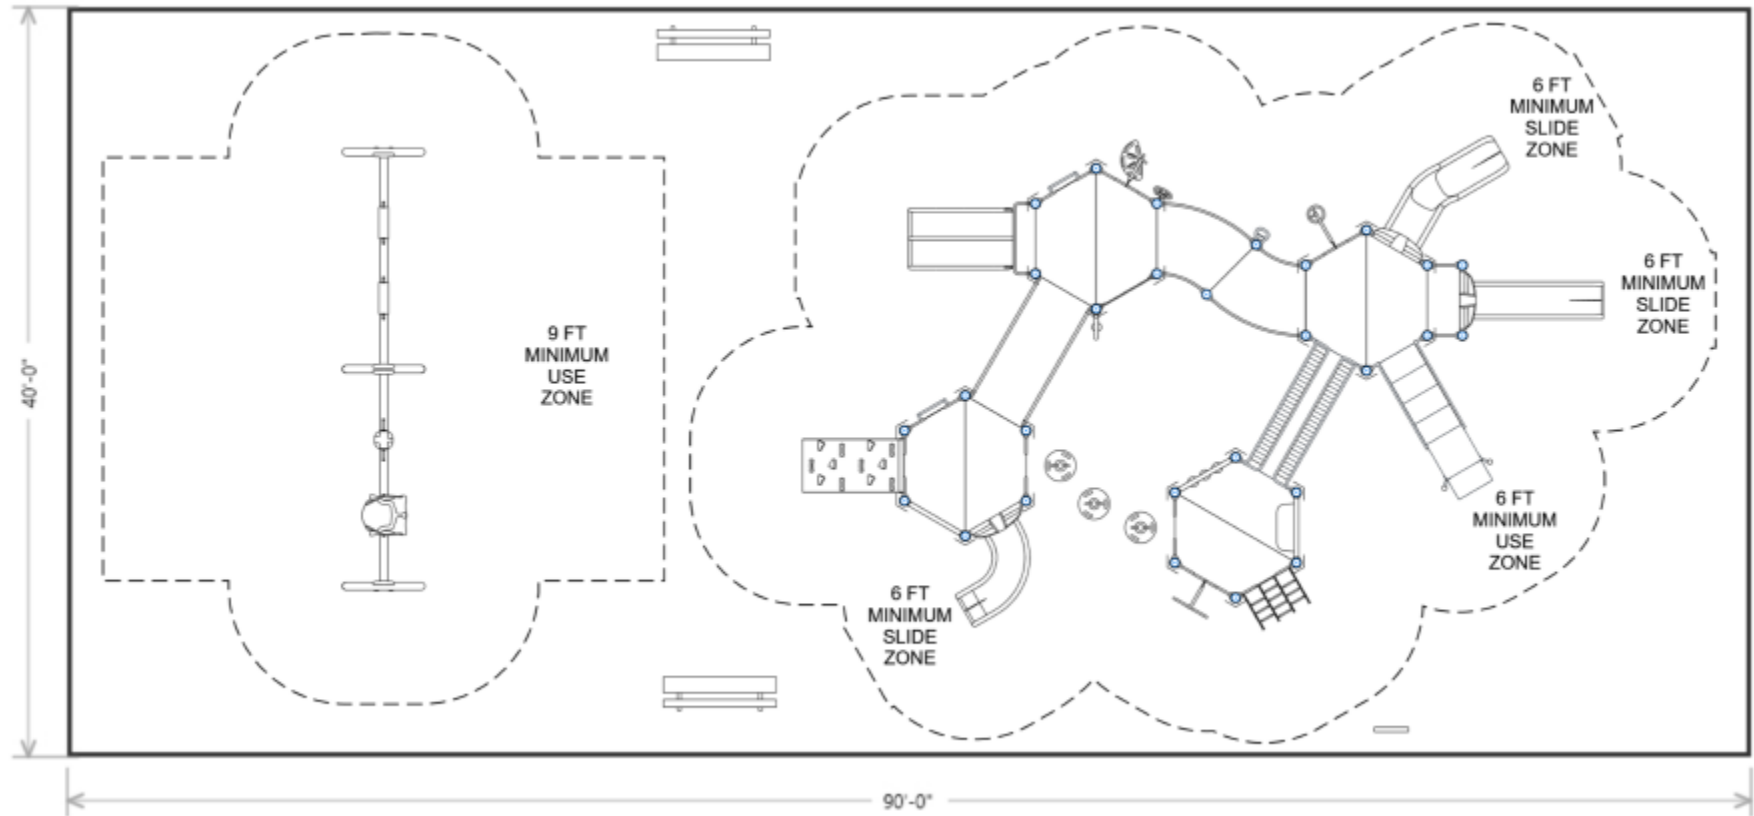 6 FT
MINIMUM
SLIDE
ZONE
6 FT
MINIMUM
SLIDE
ZONE
9 FT
MINIMUM
USE
ZONE
40'-0"
6 FT
MINIMUM
USE
ZONE
6 FT
MINIMUM
SLIDE
ZONE
90'-0"